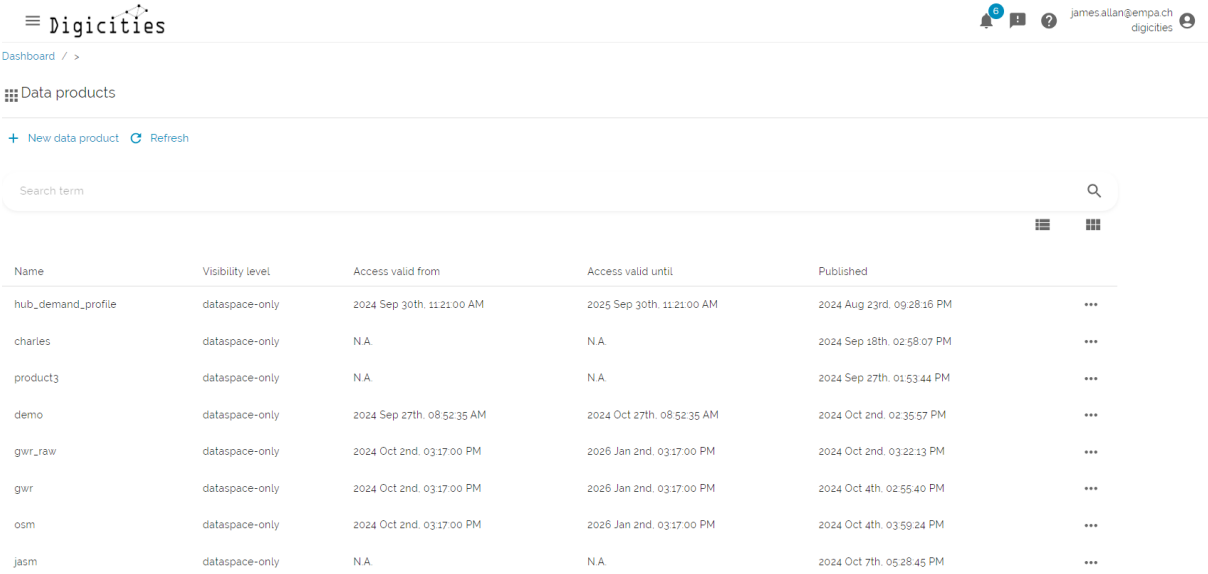 Digicities
6
james.allan@empa.ch
digicities
Dashboard / >
Data products
+ New data product Refresh
Search term
Name Visibility level Access valid from Access valid until Published
hub_demand_profile dataspace-only 2024 Sep 30th, 11:21:00 AM 2025 Sep 30th, 11:21:00 AM 2024 Aug 23rd, 09:28:16 PM
charles dataspace-only N.A. N.A. 2024 Sep 18th, 02:58:07 PM
product3 dataspace-only N.A. N.A. 2024 Sep 27th, 01:53:44 PM
demo dataspace-only 2024 Sep 27th, 08:52:35 AM 2024 Oct 27th, 08:52:35 AM 2024 Oct 2nd, 02:35:57 PM
gwr_raw dataspace-only 2024 Oct 2nd, 03:17:00 PM 2026 Jan 2nd, 03:17:00 PM 2024 Oct 2nd, 03:22:13 PM
gwr dataspace-only 2024 Oct 2nd, 03:17:00 PM 2026 Jan 2nd, 03:17:00 PM 2024 Oct 4th, 02:55:40 PM
osm dataspace-only 2024 Oct 2nd, 03:17:00 PM 2026 Jan 2nd, 03:17:00 PM 2024 Oct 4th, 03:59:24 PM
jasm dataspace-only N.A. N.A. 2024 Oct 7th, 05:28:45 PM